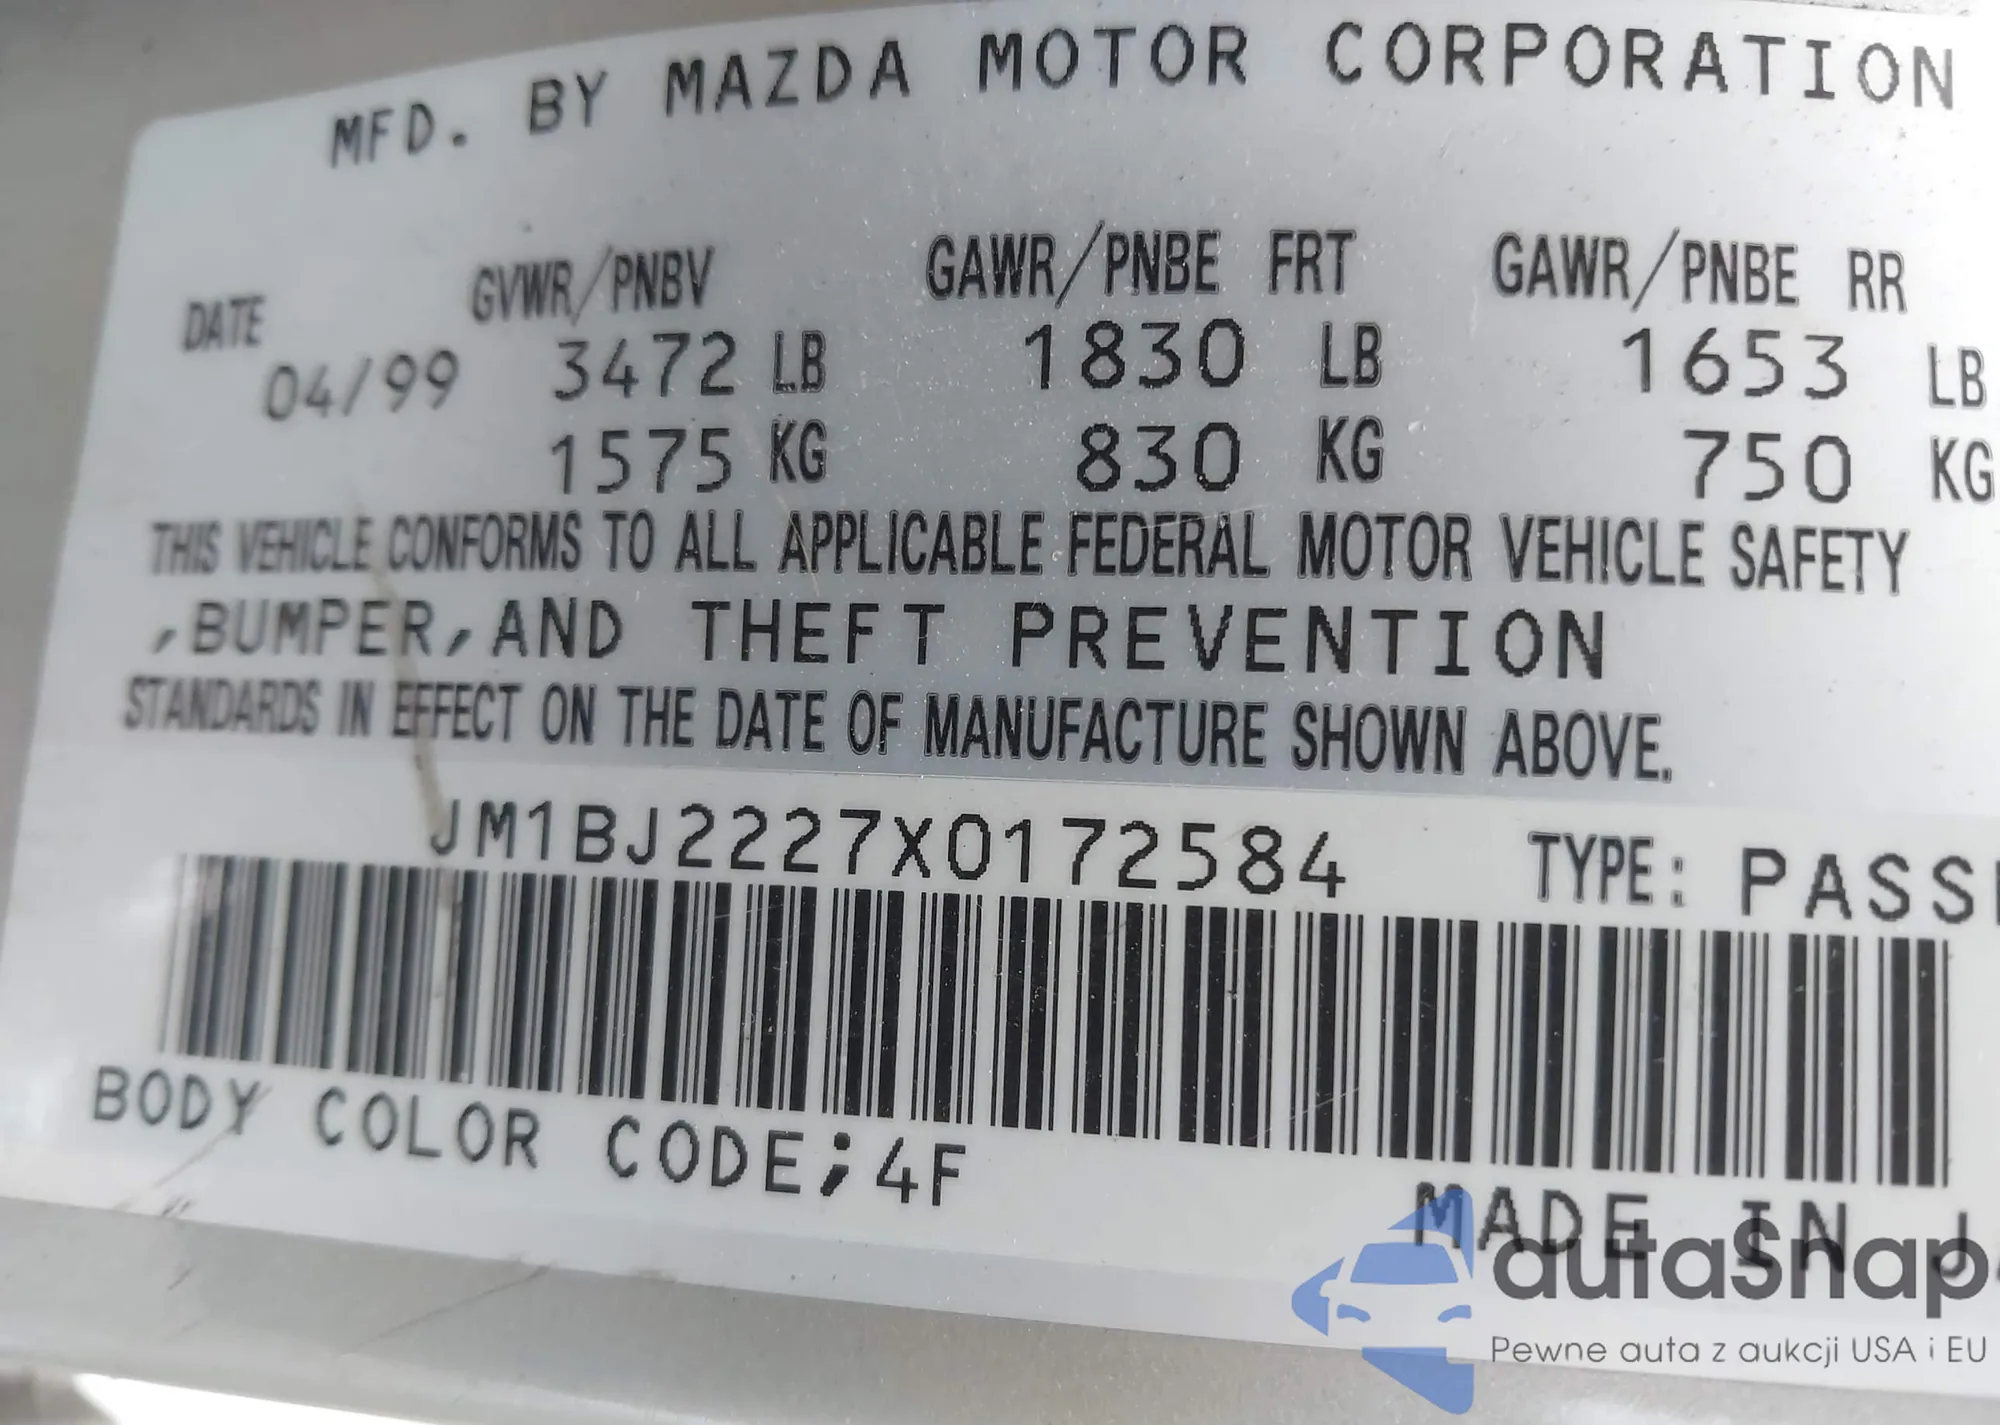 MFD. BY MAZDA MOTOR CORPORATION
DATE GVWR/PNBV GAWR/PNBE FRT GAWR/PNBE RR
04/99 3472 LB 1830 LB 1653 LB
1575 KG 830 KG 750 KG
THIS VEHICLE CONFORMS TO ALL APPLICABLE FEDERAL MOTOR VEHICLE SAFETY
,BUMPER,AND THEFT PREVENTION
STANDARDS IN EFFECT ON THE DATE OF MANUFACTURE SHOWN ABOVE.
JM1BJ2227X0172584 TYPE: PASS
BODY COLOR CODE;4F
MADE IN J
autaSnap
Pewne auta z aukcji USA i EU